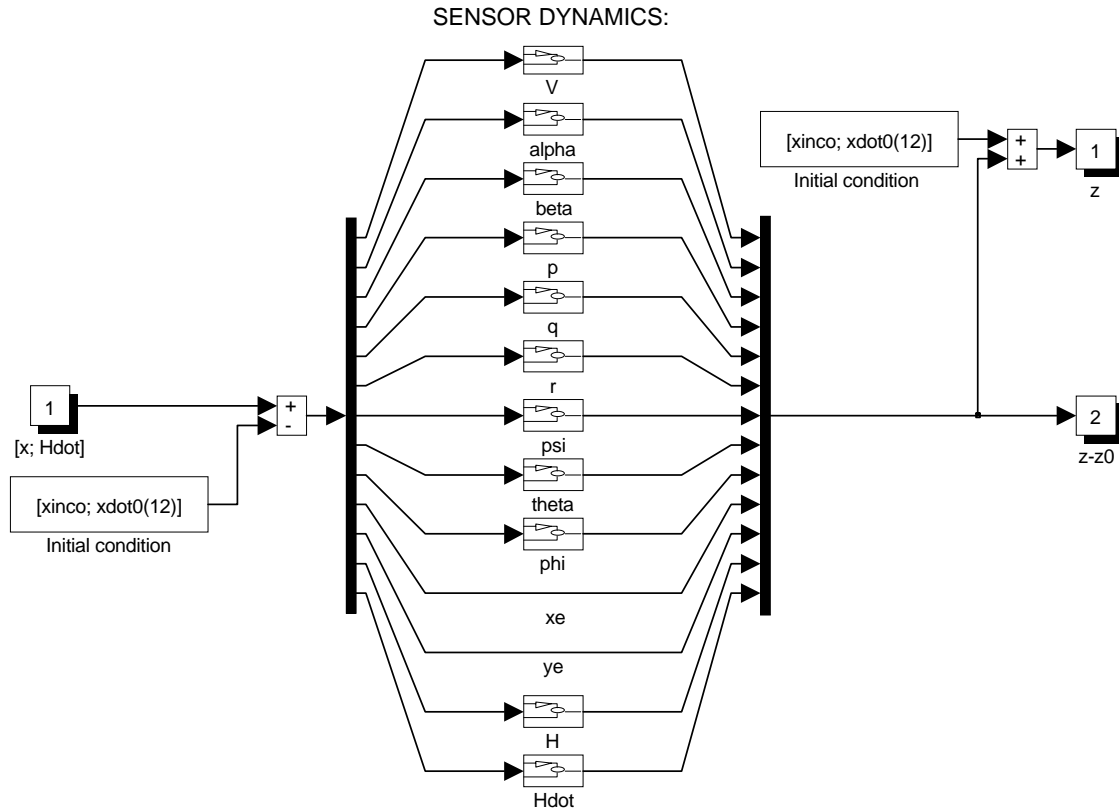 SENSOR DYNAMICS:
V
alpha
beta
p
q
r
psi
theta
phi
xe
ye
H
Hdot
1
[x; Hdot]
+
-
[xinco; xdot0(12)]
Initial condition
[xinco; xdot0(12)]
Initial condition
+
+
1
z
2
z-z0